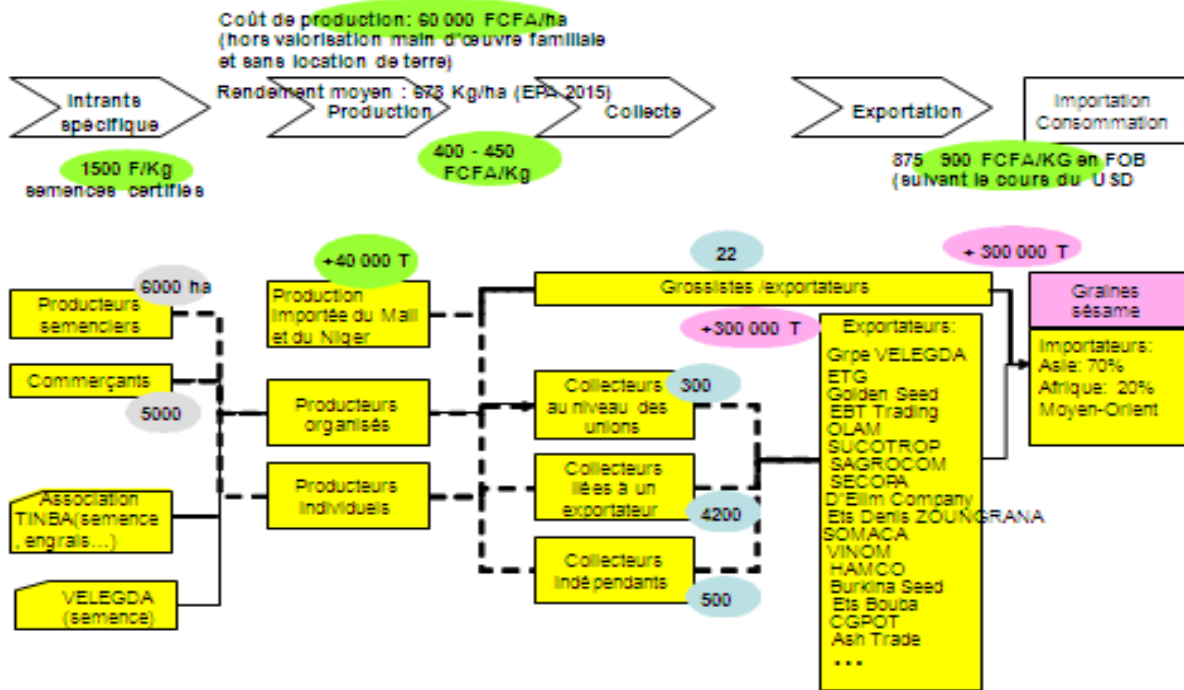 Coût de production: 60 000 FCFA/ha
(hors valorisation main d'œuvre familiale
et sans location de terre)
Rendement moyen : 678 Kg/ha (EPA 2015)
Intrants
spécifique
Production
Collecte
Exportation
Importation
Consommation
1500 F/Kg
semences certifiés
400 - 450
FCFA/Kg
875 900 FCFA/KG en FOB
(suivant le cours du USD
6000 ha
Producteurs
semenciers
Commerçants
5000
Association
TINBA(semence
, engrais...)
VELEGDA
(semence)
+40 000 T
Production
Importée du Mali
et du Niger
Producteurs
organisés
Producteurs
Individuels
22
Grossistes /exportateurs
Collecteurs
au niveau des
unions
300
Collecteurs
liées à un
exportateur
4200
Collecteurs
Indépendants
500
+300 000 T
Exportateurs:
Grpe VELEGDA
ETG
Golden Seed
EBT Trading
OLAM
SUCOTROP
SAGROCOM
SECOPA
D'Elim Company
Ets Denis ZOUNGRANA
SOMACA
VINOM
HAMCO
Burkina Seed
Ets Bouba
CGPOT
Ash Trade
...
+ 300 000 T
Graines
sésame
Importateurs:
Asie: 70%
Afrique: 20%
Moyen-Orient